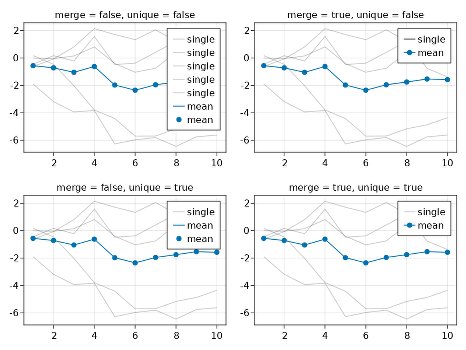 merge = false, unique = false
2
0
-2
-4
-6
2
4
6
8
10
single
single
single
single
single
mean
mean
merge = true, unique = false
2
0
-2
-4
-6
2
4
6
8
10
single
mean
merge = false, unique = true
2
0
-2
-4
-6
2
4
6
8
10
single
mean
mean
merge = true, unique = true
2
0
-2
-4
-6
2
4
6
8
10
single
mean